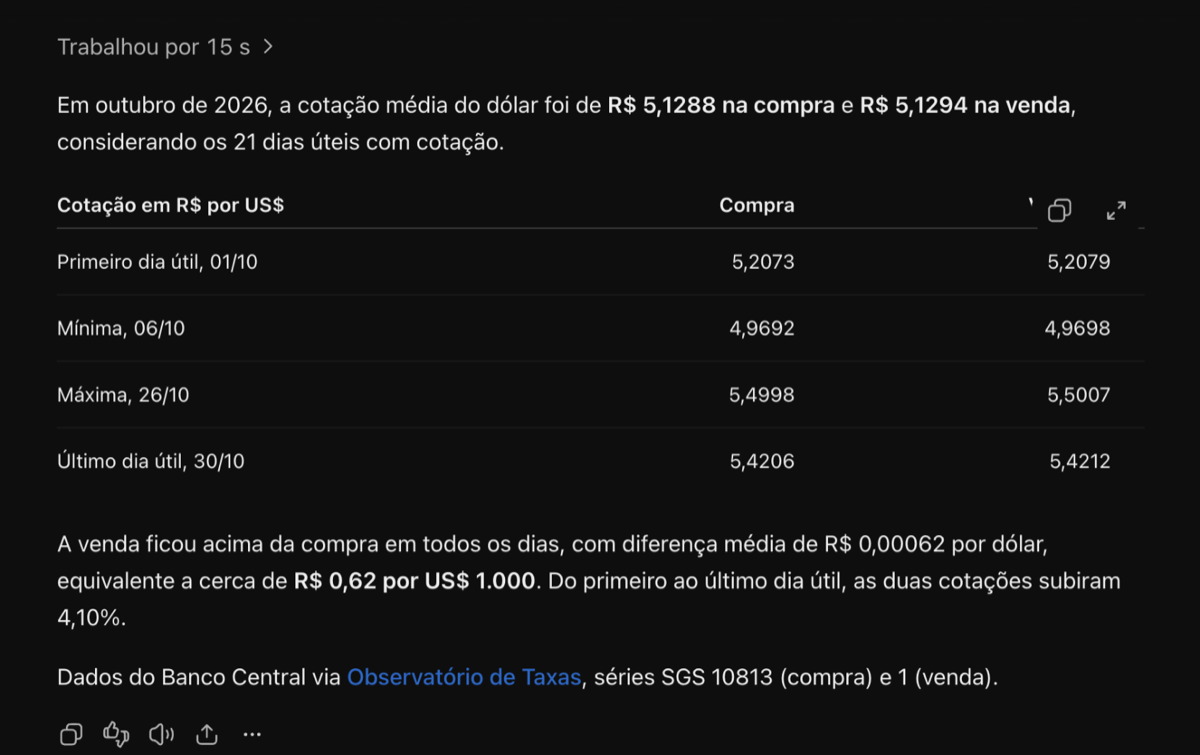 Trabalhou por 15 s
Em outubro de 2026, a cotação média do dólar foi de R$ 5,1288 na compra e R$ 5,1294 na venda,
considerando os 21 dias úteis com cotação.
Cotação em R$ por US$ Compra
Primeiro dia útil, 01/10 5,2073 5,2079
Mínima, 06/10 4,9692 4,9698
Máxima, 26/10 5,4998 5,5007
Último dia útil, 30/10 5,4206 5,4212
A venda ficou acima da compra em todos os dias, com diferença média de R$ 0,00062 por dólar,
equivalente a cerca de R$ 0,62 por US$ 1.000. Do primeiro ao último dia útil, as duas cotações subiram
4,10%.
Dados do Banco Central via Observatório de Taxas, séries SGS 10813 (compra) e 1 (venda).